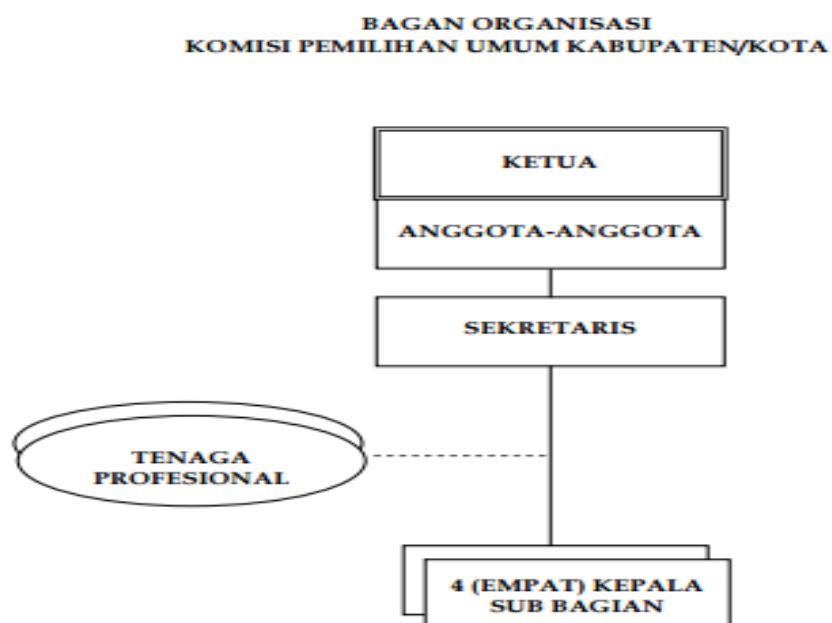 BAGAN ORGANISASI
KOMISI PEMILIHAN UMUM KABUPATEN/KOTA
KETUA
ANGGOTA-ANGGOTA
SEKRETARIS
TENAGA
PROFESIONAL
4 (EMPAT) KEPALA
SUB BAGIAN